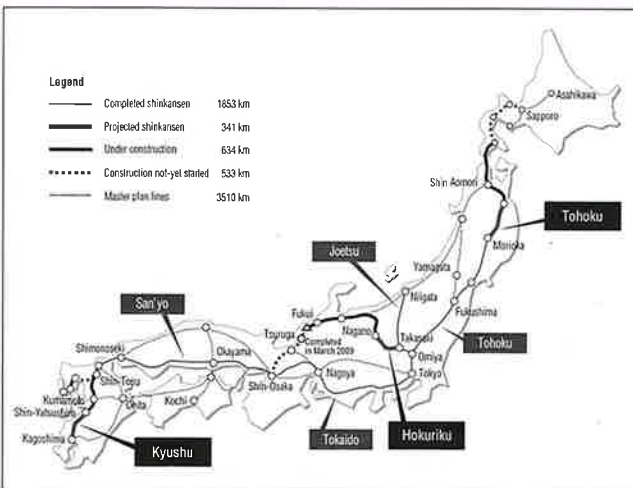 Legend
Completed shinkansen 1853 km
Projected shinkansen 341 km
Under construction 634 km
Construction not-yet started 533 km
Master plan lines 3510 km
Asahikawa
Sapporo
Shin Aomori
Tohoku
Morioka
Joetsu
Yamagata
Niigata
Fukushima
San'yo
Fukui
Tsuruga
Completed
in March 2009
Nagano
Takasaki
Tohoku
Omiya
Shimonoseki
Okayama
Tokyo
Shin-Tosu
Shin-Osaka
Nagoya
Kumamoto
Oita
Kochi
Shin-Yatsushiro
Kagoshima
Tokaido
Hokuriku
Kyushu